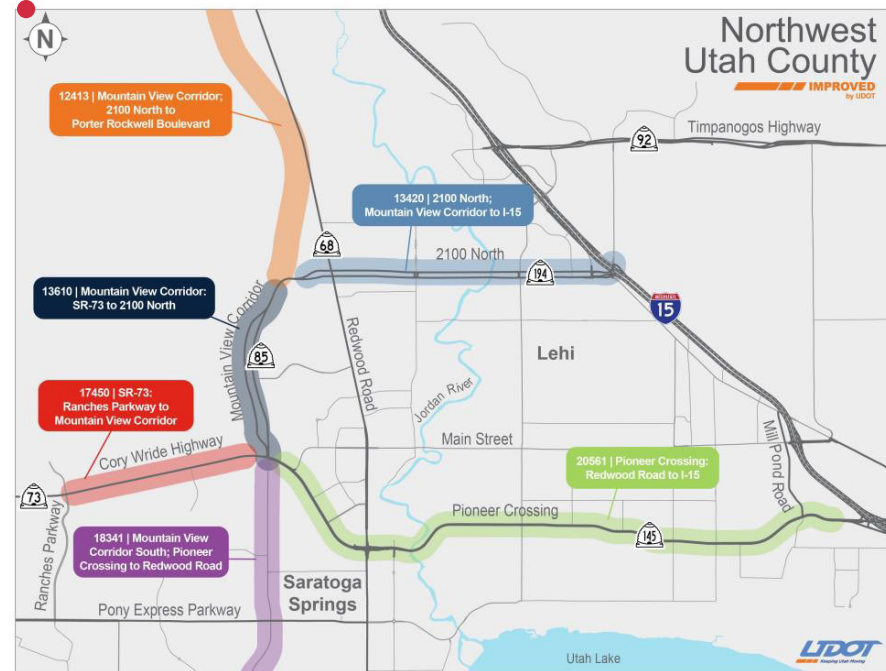 N
Northwest
Utah County
IMPROVED
by UDOT
12413 | Mountain View Corridor;
2100 North to
Porter Rockwell Boulevard
Timpanogos Highway
92
13420 | 2100 North;
Mountain View Corridor to I-15
68
2100 North
194
13610 | Mountain View Corridor:
SR-73 to 2100 North
INTERSTATE
15
Mountain View Corridor
85
Redwood Road
Lehi
17450 | SR-73:
Ranches Parkway to
Mountain View Corridor
Jordan River
Cory Wride Highway
Main Street
Mill Pond Road
20561 | Pioneer Crossing:
Redwood Road to I-15
73
Pioneer Crossing
145
Ranches Parkway
18341 | Mountain View
Corridor South; Pioneer
Crossing to Redwood Road
Saratoga
Springs
Pony Express Parkway
Utah Lake
UDOT
Keeping Utah Moving